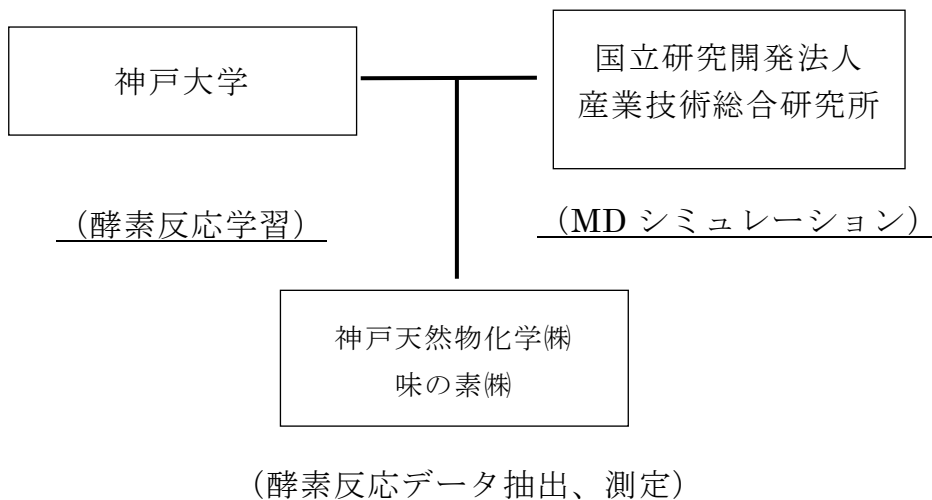 神戸大学
国立研究開発法人
産業技術総合研究所
（酵素反応学習）
（MD シミュレーション）
神戸天然物化学㈱
味の素㈱
（酵素反応データ抽出、測定）